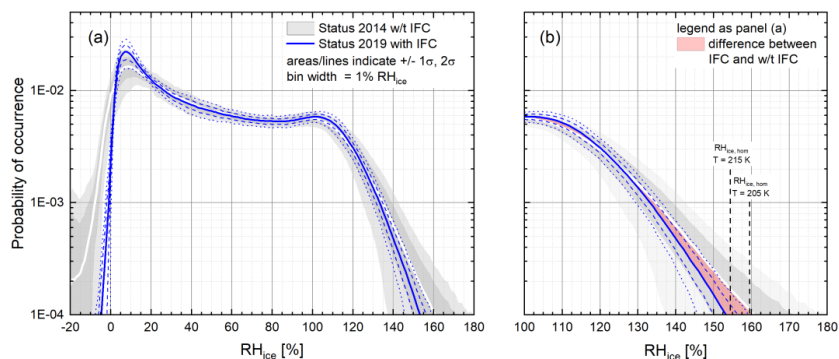 (a)
Status 2014 w/t IFC
Status 2019 with IFC
areas/lines indicate +/- 1σ, 2σ
bin width = 1% RHice
(b)
legend as panel (a)
difference between
IFC and w/t IFC
RHice, hom
T = 215 K
RHice, hom
T = 205 K
Probability of occurrence
1E-02
1E-03
1E-04
-20 0 20 40 60 80 100 120 140 160 180
RHice [%]
100 110 120 130 140 150 160 170 180
RHice [%]